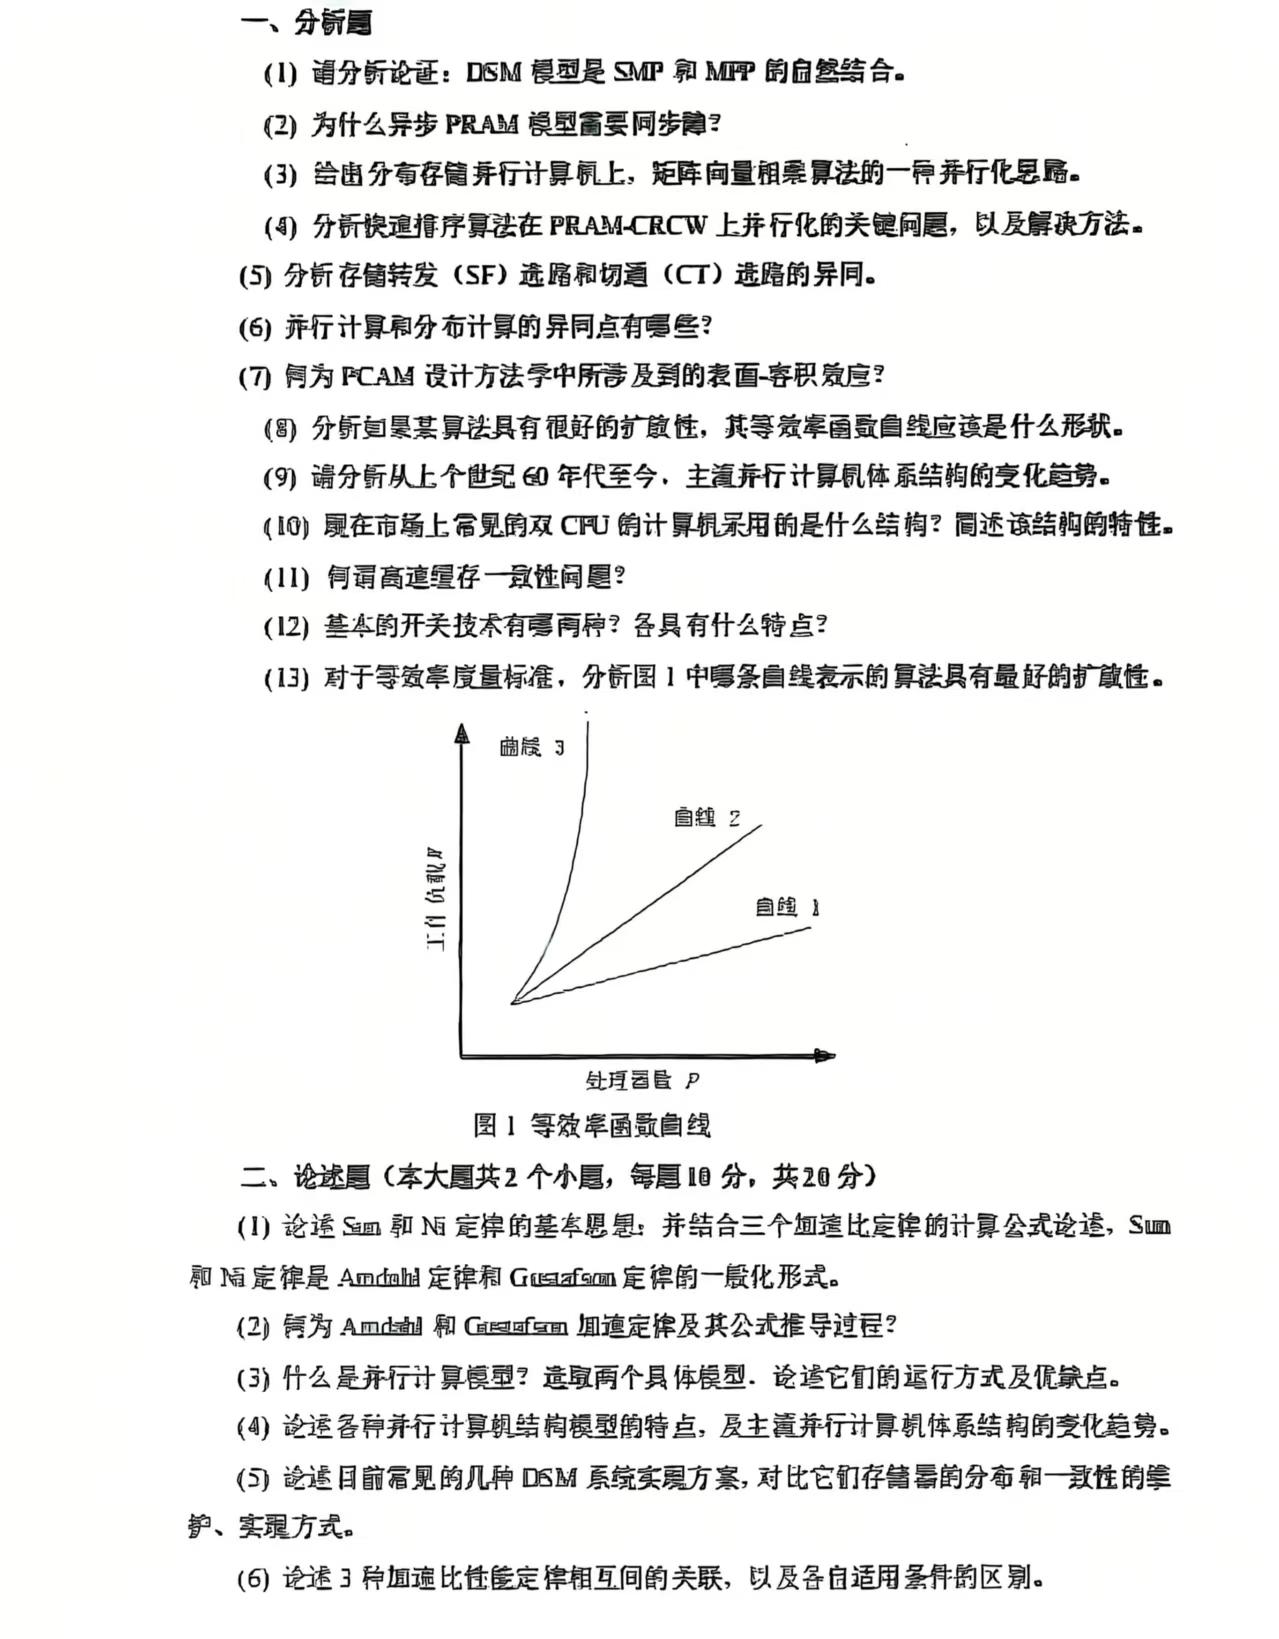 一、分析题
(1) 请分析论证：DSM 模型是 SMP 和 MPP 的自然结合。
(2) 为什么异步 PRAM 模型需要同步障？
(3) 给出分布存储并行计算机上，矩阵向量相乘算法的一种并行化思路。
(4) 分析快速排序算法在 PRAM-CRCW 上并行化的关键问题，以及解决方法。
(5) 分析存储转发（SF）选路和切通（CT）选路的异同。
(6) 并行计算和分布计算的异同点有哪些？
(7) 何为 PCAM 设计方法学中所涉及到的表面-容积效应？
(8) 分析如果某算法具有很好的扩放性，其等效率函数曲线应该是什么形状。
(9) 请分析从上个世纪 60 年代至今，主流并行计算机体系结构的变化趋势。
(10) 现在市场上常见的双 CPU 的计算机采用的是什么结构？简述该结构的特性。
(11) 何谓高速缓存一致性问题？
(12) 基本的开关技术有哪两种？各具有什么特点？
(13) 对于等效率度量标准，分析图 1 中哪条曲线表示的算法具有最好的扩放性。
曲线 3
曲线 2
曲线 1
工作负载 W
处理器数 P
图 1 等效率函数曲线
二、论述题（本大题共 2 个小题，每题 10 分，共 20 分）
(1) 论述 Sun 和 Ni 定律的基本思想；并结合三个加速比定律的计算公式论述，Sun
和 Ni 定律是 Amdahl 定律和 Gustafson 定律的一般化形式。
(2) 何为 Amdahl 和 Gustafson 加速定律及其公式推导过程？
(3) 什么是并行计算模型？选取两个具体模型．论述它们的运行方式及优缺点。
(4) 论述各种并行计算机结构模型的特点，及主流并行计算机体系结构的变化趋势。
(5) 论述目前常见的几种 DSM 系统实现方案，对比它们存储器的分布和一致性的维
护、实现方式。
(6) 论述 3 种加速比性能定律相互间的关联，以及各自适用条件的区别。